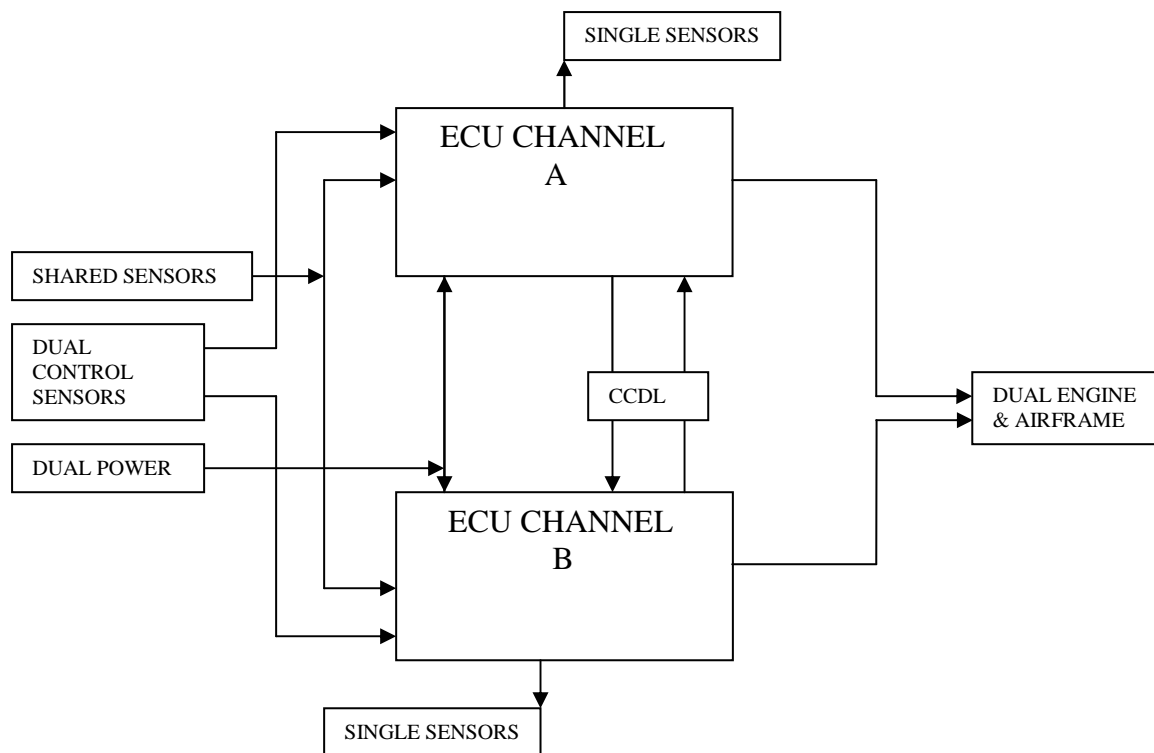 SINGLE SENSORS
ECU CHANNEL
A
SHARED SENSORS
DUAL
CONTROL
SENSORS
CCDL
DUAL ENGINE
& AIRFRAME
DUAL POWER
ECU CHANNEL
B
SINGLE SENSORS